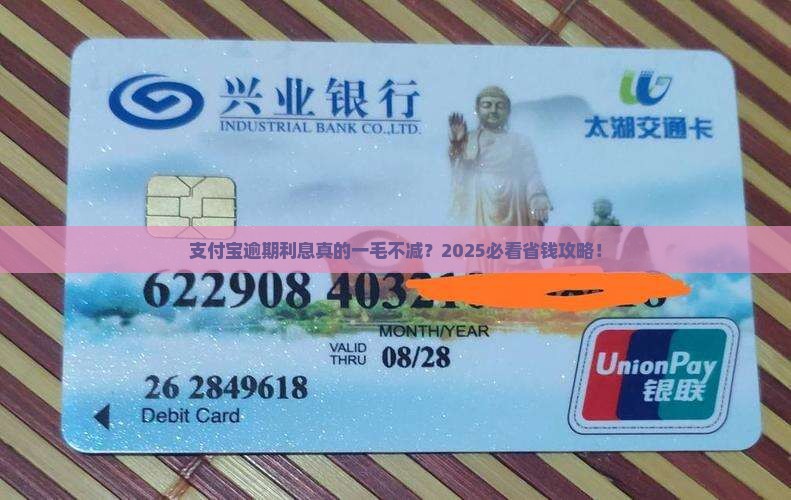 兴业银行
INDUSTRIAL BANK CO.,LTD.
太湖交通卡
支付宝逾期利息真的一毛不减？2025必看省钱攻略！
622908
MONTH/YEAR
VALID THRU 08/28
26 2849618
Debit Card
UnionPay
银联